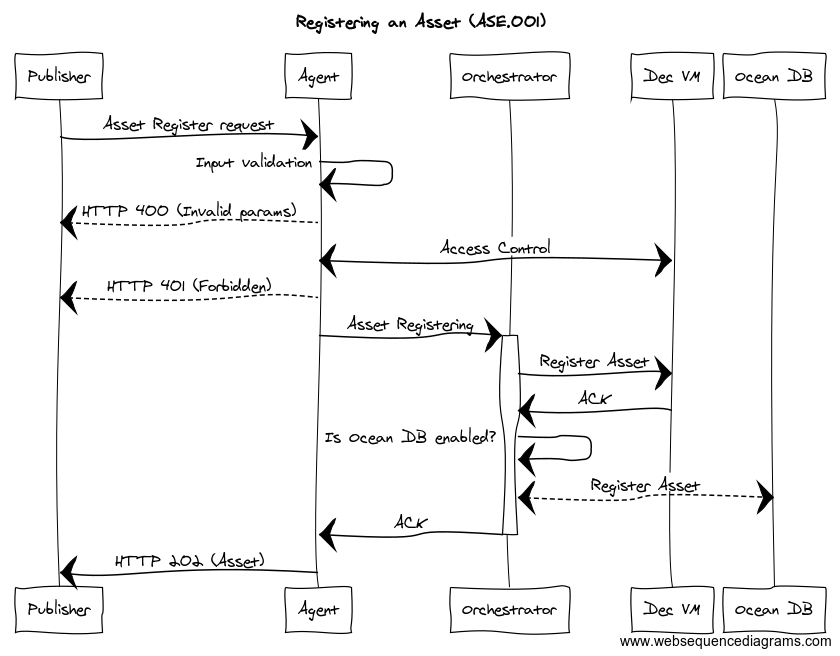 Registering an Asset (ASE.001)
Publisher Agent Orchestrator Dec VM Ocean DB
Asset Register request
Input validation
HTTP 400 (Invalid params)
Access Control
HTTP 401 (Forbidden)
Asset Registering
Register Asset
ACK
Is Ocean DB enabled?
Register Asset
ACK
HTTP 202 (Asset)
Publisher Agent Orchestrator Dec VM Ocean DB
www.websequencediagrams.com